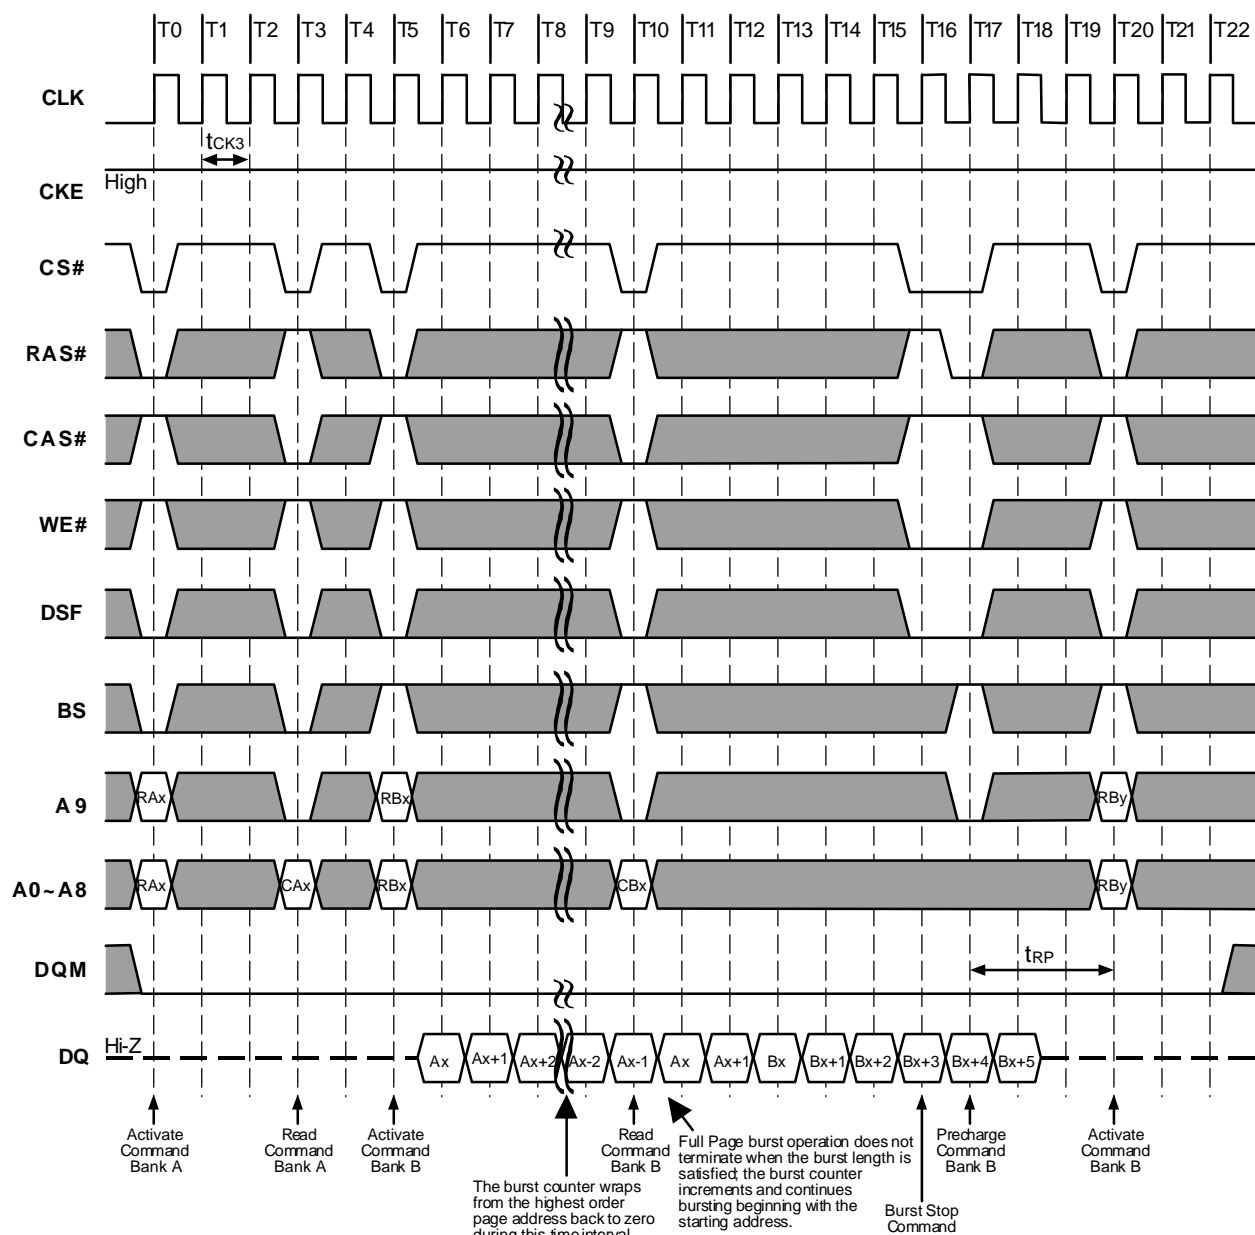 T0 T1 T2 T3 T4 T5 T6 T7 T8 T9 T10 T11 T12 T13 T14 T15 T16 T17 T18 T19 T20 T21 T22
CLK
tCK3
High
CKE
CS#
RAS#
CAS#
WE#
DSF
BS
A9 RAx RBx RBy
A0~A8 RAx CAx RBx CBx RBy
DQM tRP
Hi-Z
DQ Ax Ax+1 Ax+2 Ax-2 Ax-1 Ax Ax+1 Bx Bx+1 Bx+2 Bx+3 Bx+4 Bx+5
Activate
Command
Bank A
Read
Command
Bank A
Activate
Command
Bank B
The burst counter wraps
from the highest order
page address back to zero
during this time interval
Read
Command
Bank B
Full Page burst operation does not
terminate when the burst length is
satisfied; the burst counter
increments and continues
bursting beginning with the
starting address.
Burst Stop
Command
Precharge
Command
Bank B
Activate
Command
Bank B